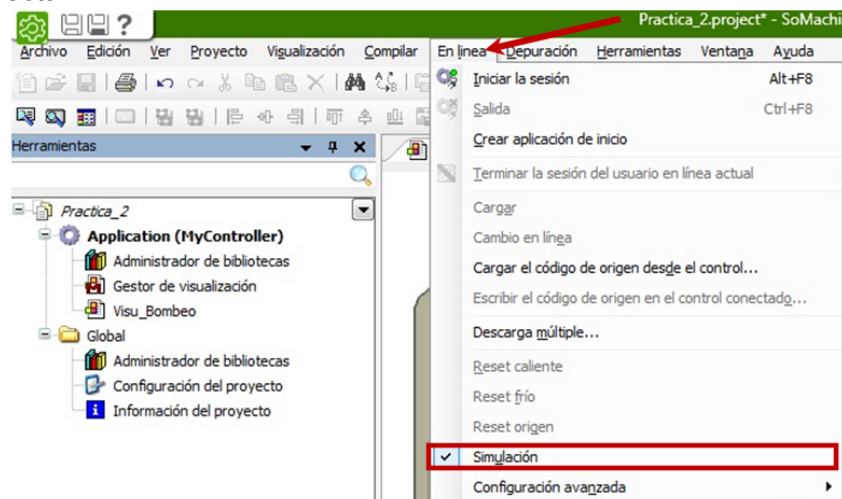 Practica_2.project* - SoMachi
Archivo Edición Ver Proyecto Visualización Compilar En línea Depuración Herramientas Ventana Ayuda
Herramientas
Practica_2
Application (MyController)
Administrador de bibliotecas
Gestor de visualización
Visu_Bombeo
Global
Administrador de bibliotecas
Configuración del proyecto
Información del proyecto
Iniciar la sesión Alt+F8
Salida Ctrl+F8
Crear aplicación de inicio
Terminar la sesión del usuario en línea actual
Cargar
Cambio en línea
Cargar el código de origen desde el control...
Escribir el código de origen en el control conectado...
Descarga múltiple...
Reset caliente
Reset frío
Reset origen
Simulación
Configuración avanzada